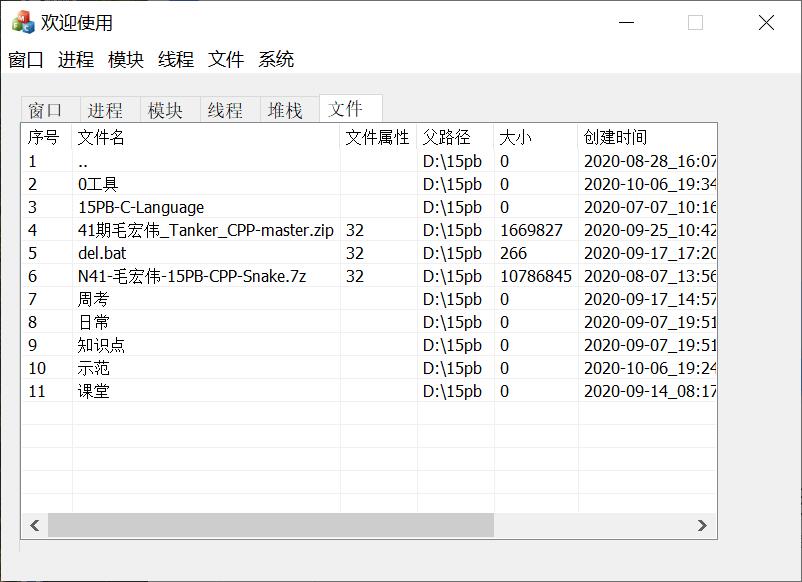 欢迎使用
窗口 进程 模块 线程 文件 系统
窗口 进程 模块 线程 堆栈 文件
序号 文件名 文件属性 父路径 大小 创建时间
1 .. D:\15pb 0 2020-08-28_16:07
2 0工具 D:\15pb 0 2020-10-06_19:34
3 15PB-C-Language D:\15pb 0 2020-07-07_10:16
4 41期毛宏伟_Tanker_CPP-master.zip 32 D:\15pb 1669827 2020-09-25_10:42
5 del.bat 32 D:\15pb 266 2020-09-17_17:20
6 N41-毛宏伟-15PB-CPP-Snake.7z 32 D:\15pb 10786845 2020-08-07_13:56
7 周考 D:\15pb 0 2020-09-17_14:57
8 日常 D:\15pb 0 2020-09-07_19:51
9 知识点 D:\15pb 0 2020-09-07_19:51
10 示范 D:\15pb 0 2020-10-06_19:24
11 课堂 D:\15pb 0 2020-09-14_08:17